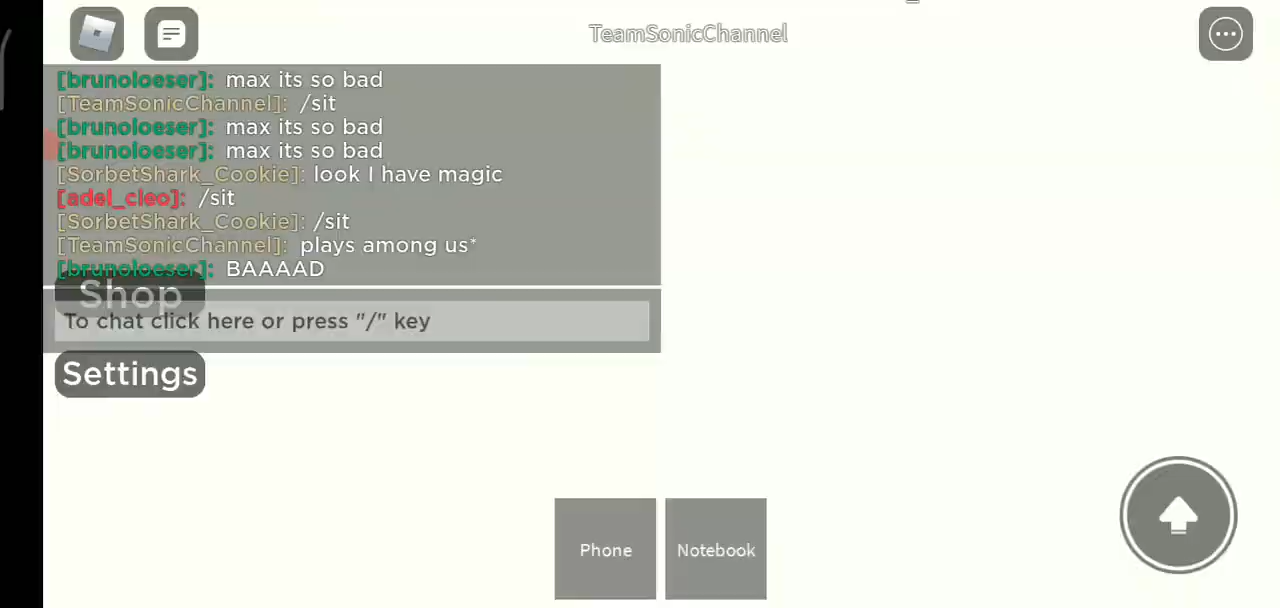 TeamSonicChannel
[brunoloeser]: max its so bad
[TeamSonicChannel]: /sit
[brunoloeser]: max its so bad
[brunoloeser]: max its so bad
[SorbetShark_Cookie]: look I have magic
[adel_cleo]: /sit
[SorbetShark_Cookie]: /sit
[TeamSonicChannel]: plays among us*
[brunoloeser]: BAAAAD
Shop
To chat click here or press "/" key
Settings
Phone
Notebook